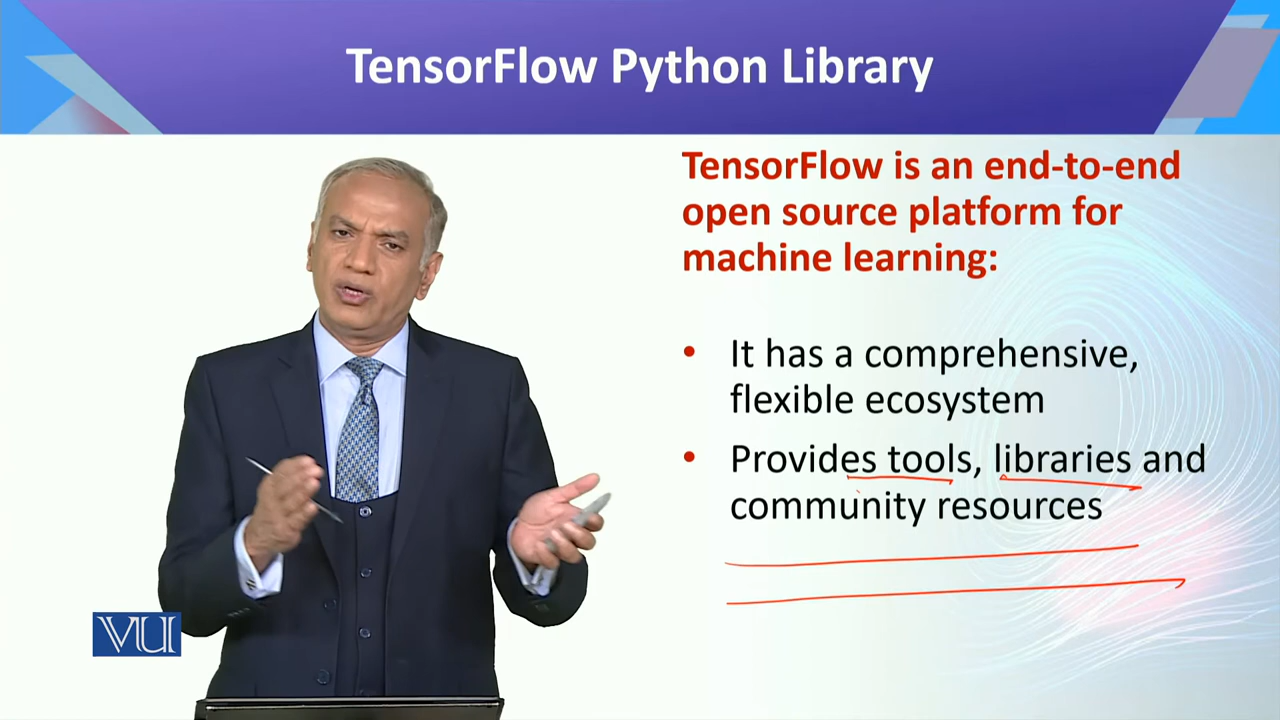 TensorFlow Python Library
TensorFlow is an end-to-end
open source platform for
machine learning:
• It has a comprehensive,
flexible ecosystem
• Provides tools, libraries and
community resources
VU